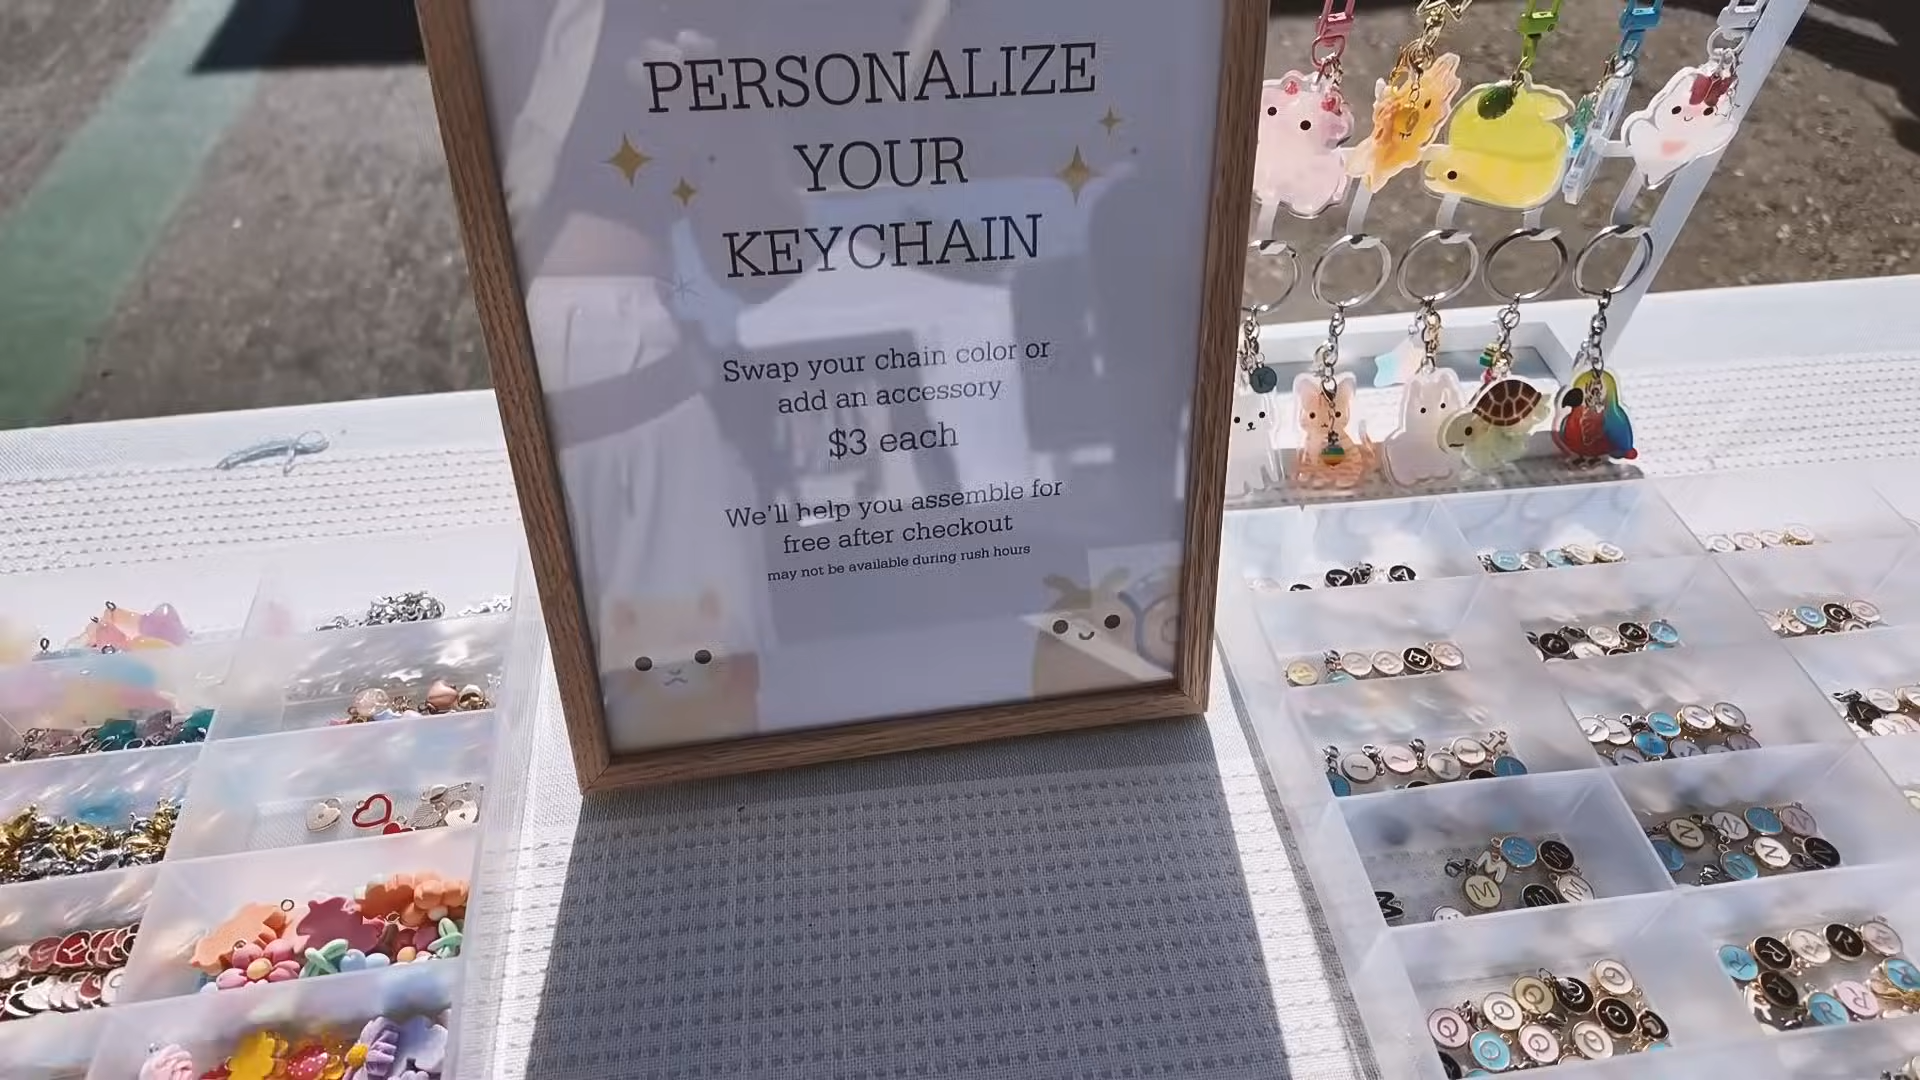 PERSONALIZE
YOUR
KEYCHAIN
Swap your chain color or
add an accessory
$3 each
We'll help you assemble for
free after checkout
may not be available during rush hours
K
A
E
E
M
M
N
N
N
Q
Q
Q
R
R
R
R